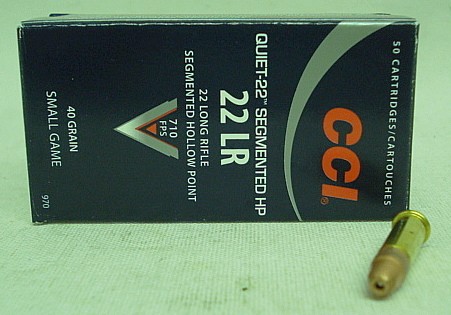 50 CARTRIDGES/CARTOUCHES
CCI®
QUIET-22™ SEGMENTED HP
22 LR
22 LONG RIFLE
SEGMENTED HOLLOW POINT
710
FPS
40 GRAIN
SMALL GAME
970